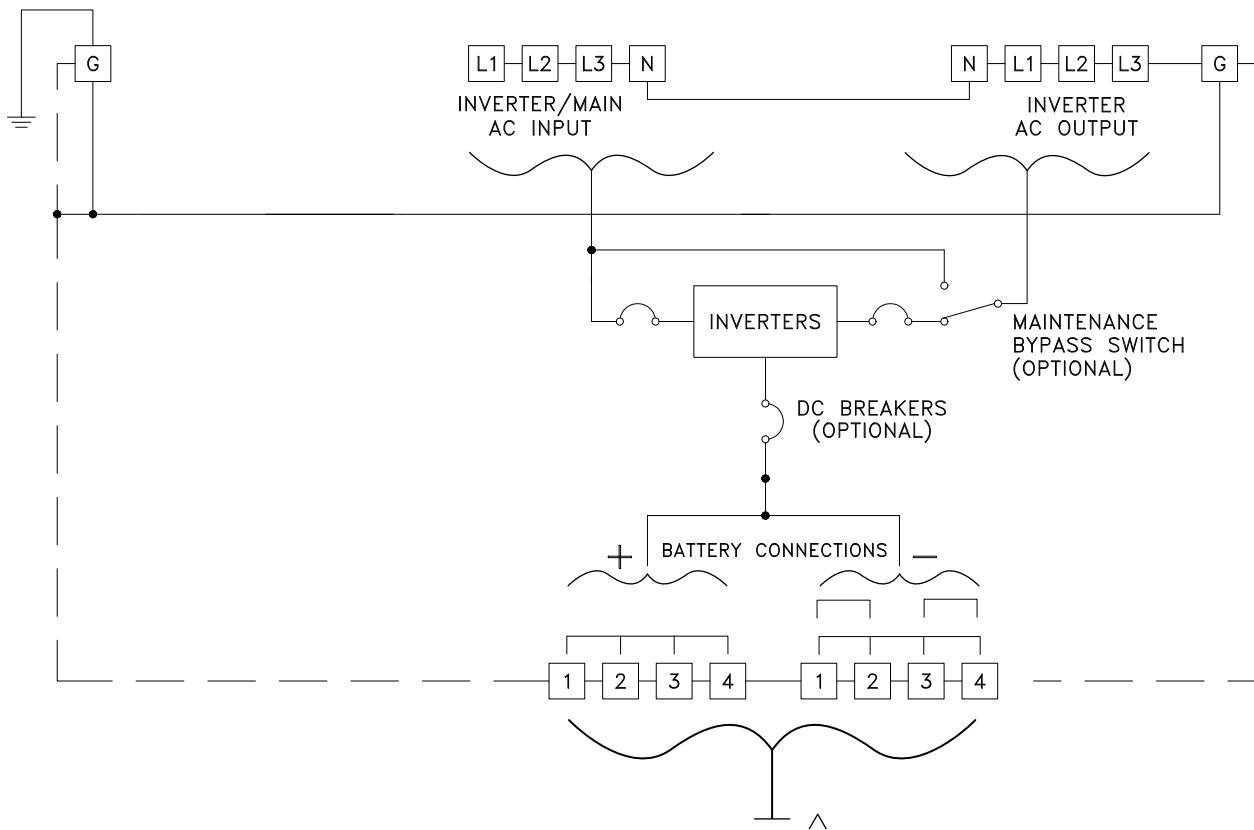 G
L1 L2 L3 N
N L1 L2 L3 G
INVERTER/MAIN
AC INPUT
INVERTER
AC OUTPUT
INVERTERS
MAINTENANCE
BYPASS SWITCH
(OPTIONAL)
DC BREAKERS
(OPTIONAL)
+ BATTERY CONNECTIONS −
1 2 3 4
1 2 3 4